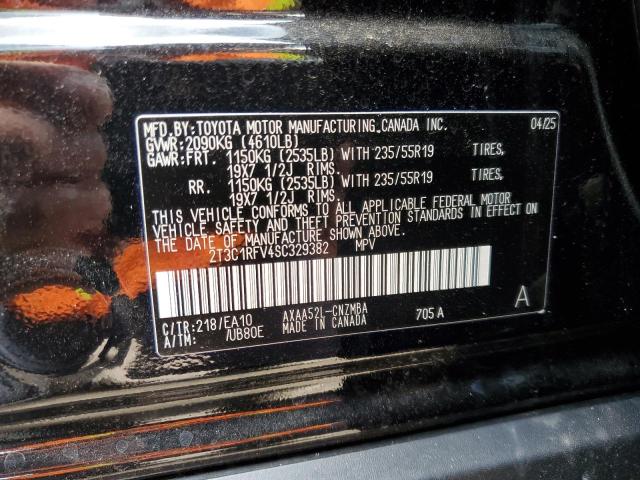 MFD.BY:TOYOTA MOTOR MANUFACTURING CANADA INC. 04/25
GVWR:2090KG (4610LB)
GAWR:FRT. 1150KG (2535LB) WITH 235/55R19 TIRES,
19X7 1/2J RIMS.
RR. 1150KG (2535LB) WITH 235/55R19 TIRES,
19X7 1/2J RIMS.
THIS VEHICLE CONFORMS TO ALL APPLICABLE FEDERAL MOTOR
VEHICLE SAFETY AND THEFT PREVENTION STANDARDS IN EFFECT ON
THE DATE OF MANUFACTURE SHOWN ABOVE.
2T3C1RFV4SC329382 MPV
C/TR:218/EA10 AXAA52L-CNZMBA 705A A
A/TM: /UB80E MADE IN CANADA